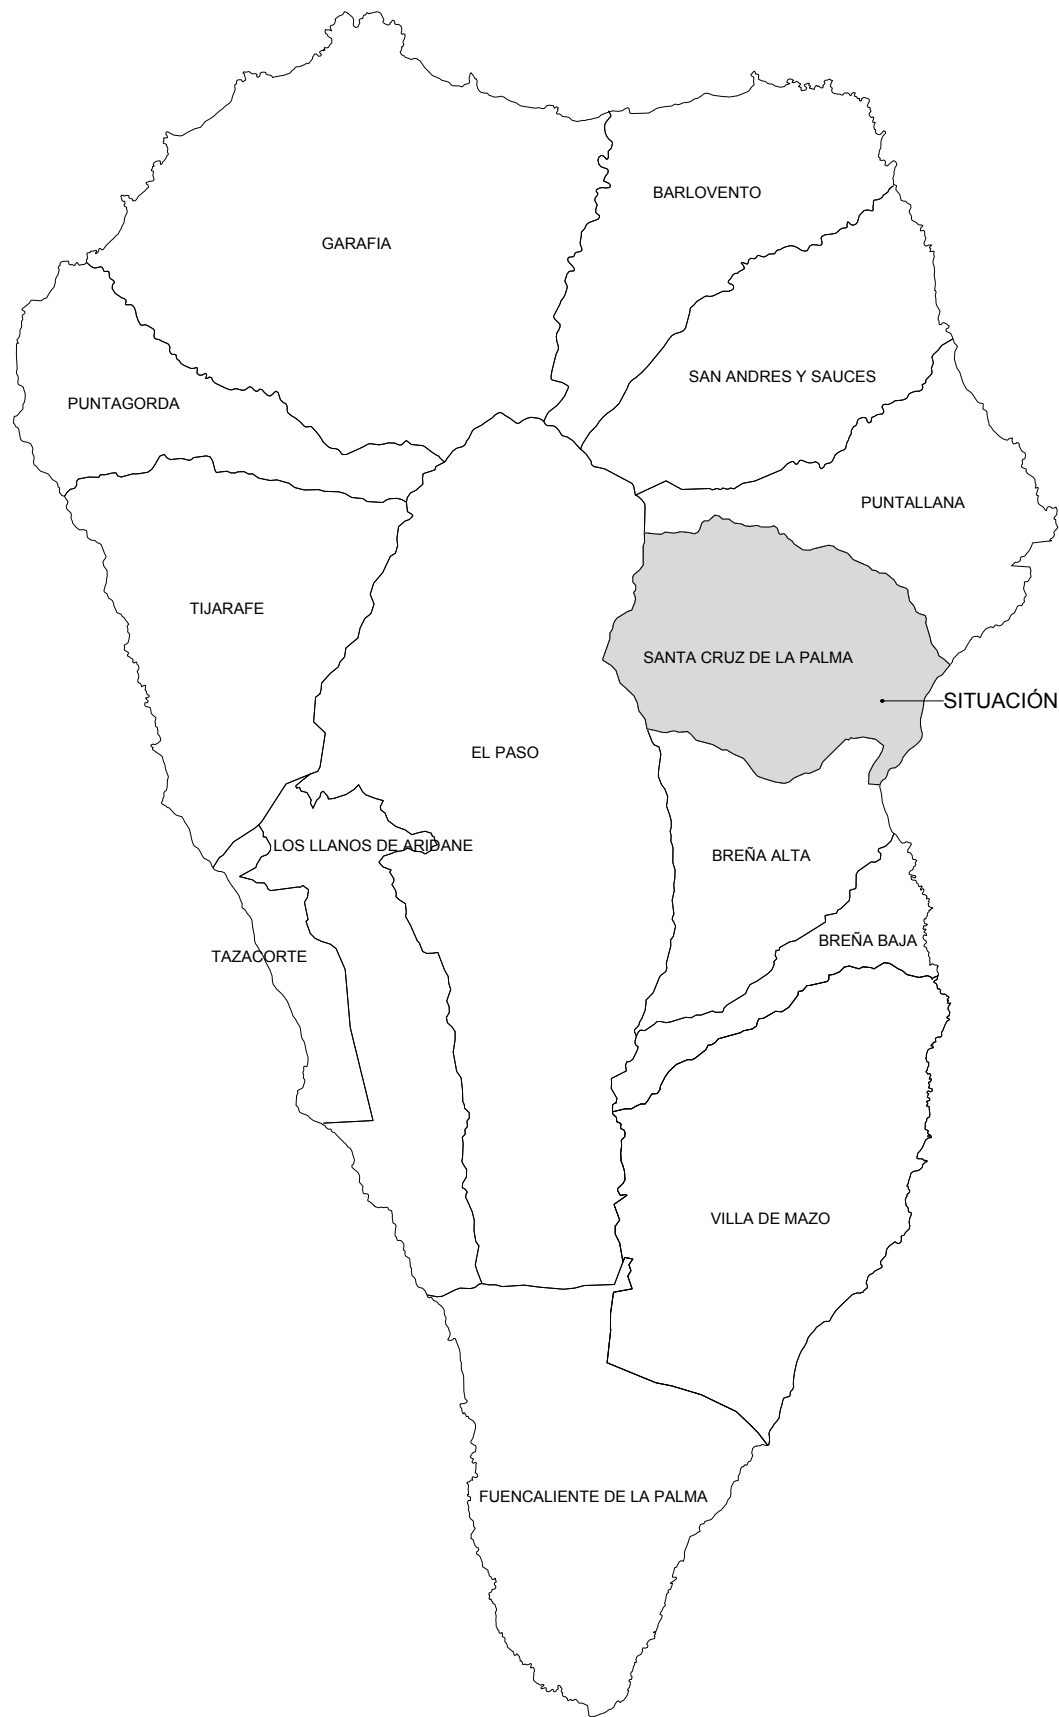 BARLOVENTO
GARAFIA
SAN ANDRES Y SAUCES
PUNTAGORDA
PUNTALLANA
TIJARAFE
SANTA CRUZ DE LA PALMA
SITUACIÓN
EL PASO
LOS LLANOS DE ARIDANE
BREÑA ALTA
BREÑA BAJA
TAZACORTE
VILLA DE MAZO
FUENCALIENTE DE LA PALMA